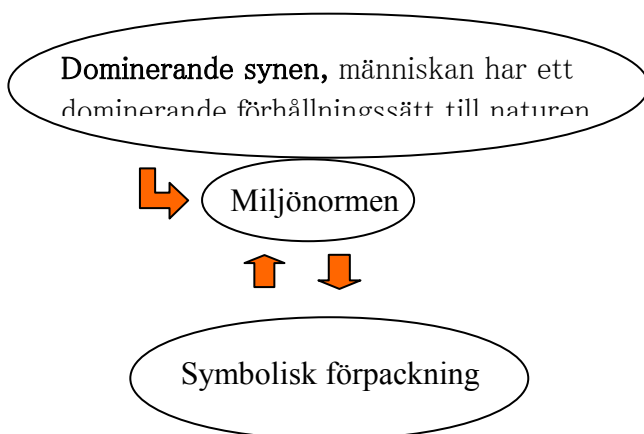 Dominerande synen, människan har ett
dominerande förhållningssätt till naturen
Miljönormen
Symbolisk förpackning